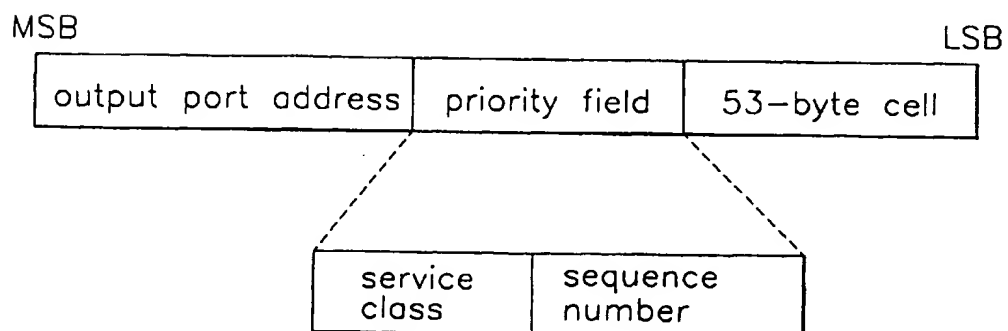 MSB
LSB
output port address
priority field
53-byte cell
service class
sequence number